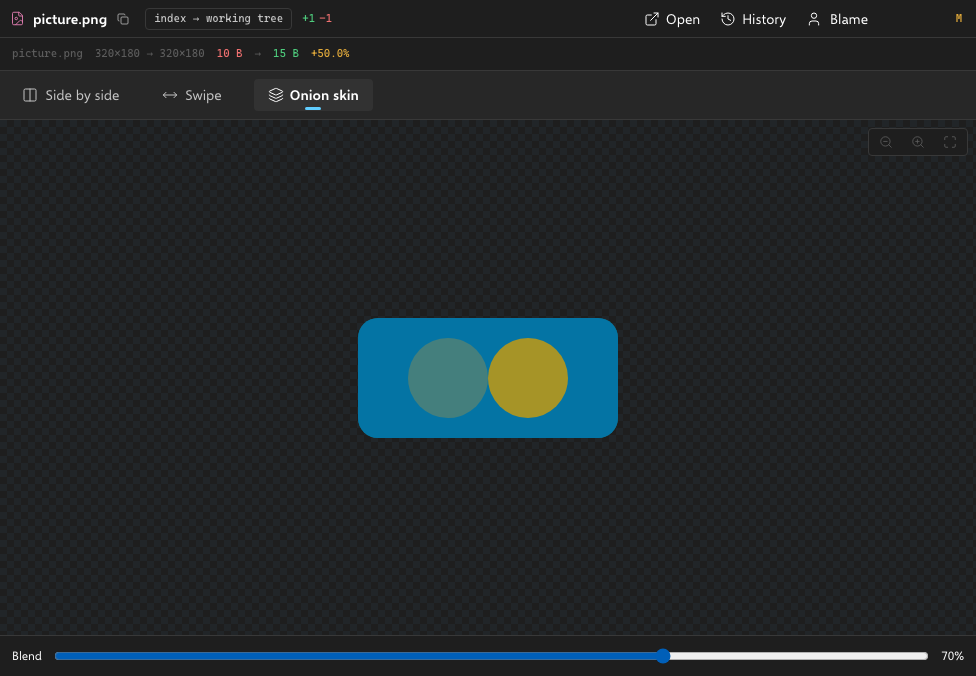 picture.png index → working tree +1 −1 Open History Blame M
picture.png 320×180 → 320×180 10 B → 15 B +50.0%
Side by side Swipe Onion skin
Blend 70%